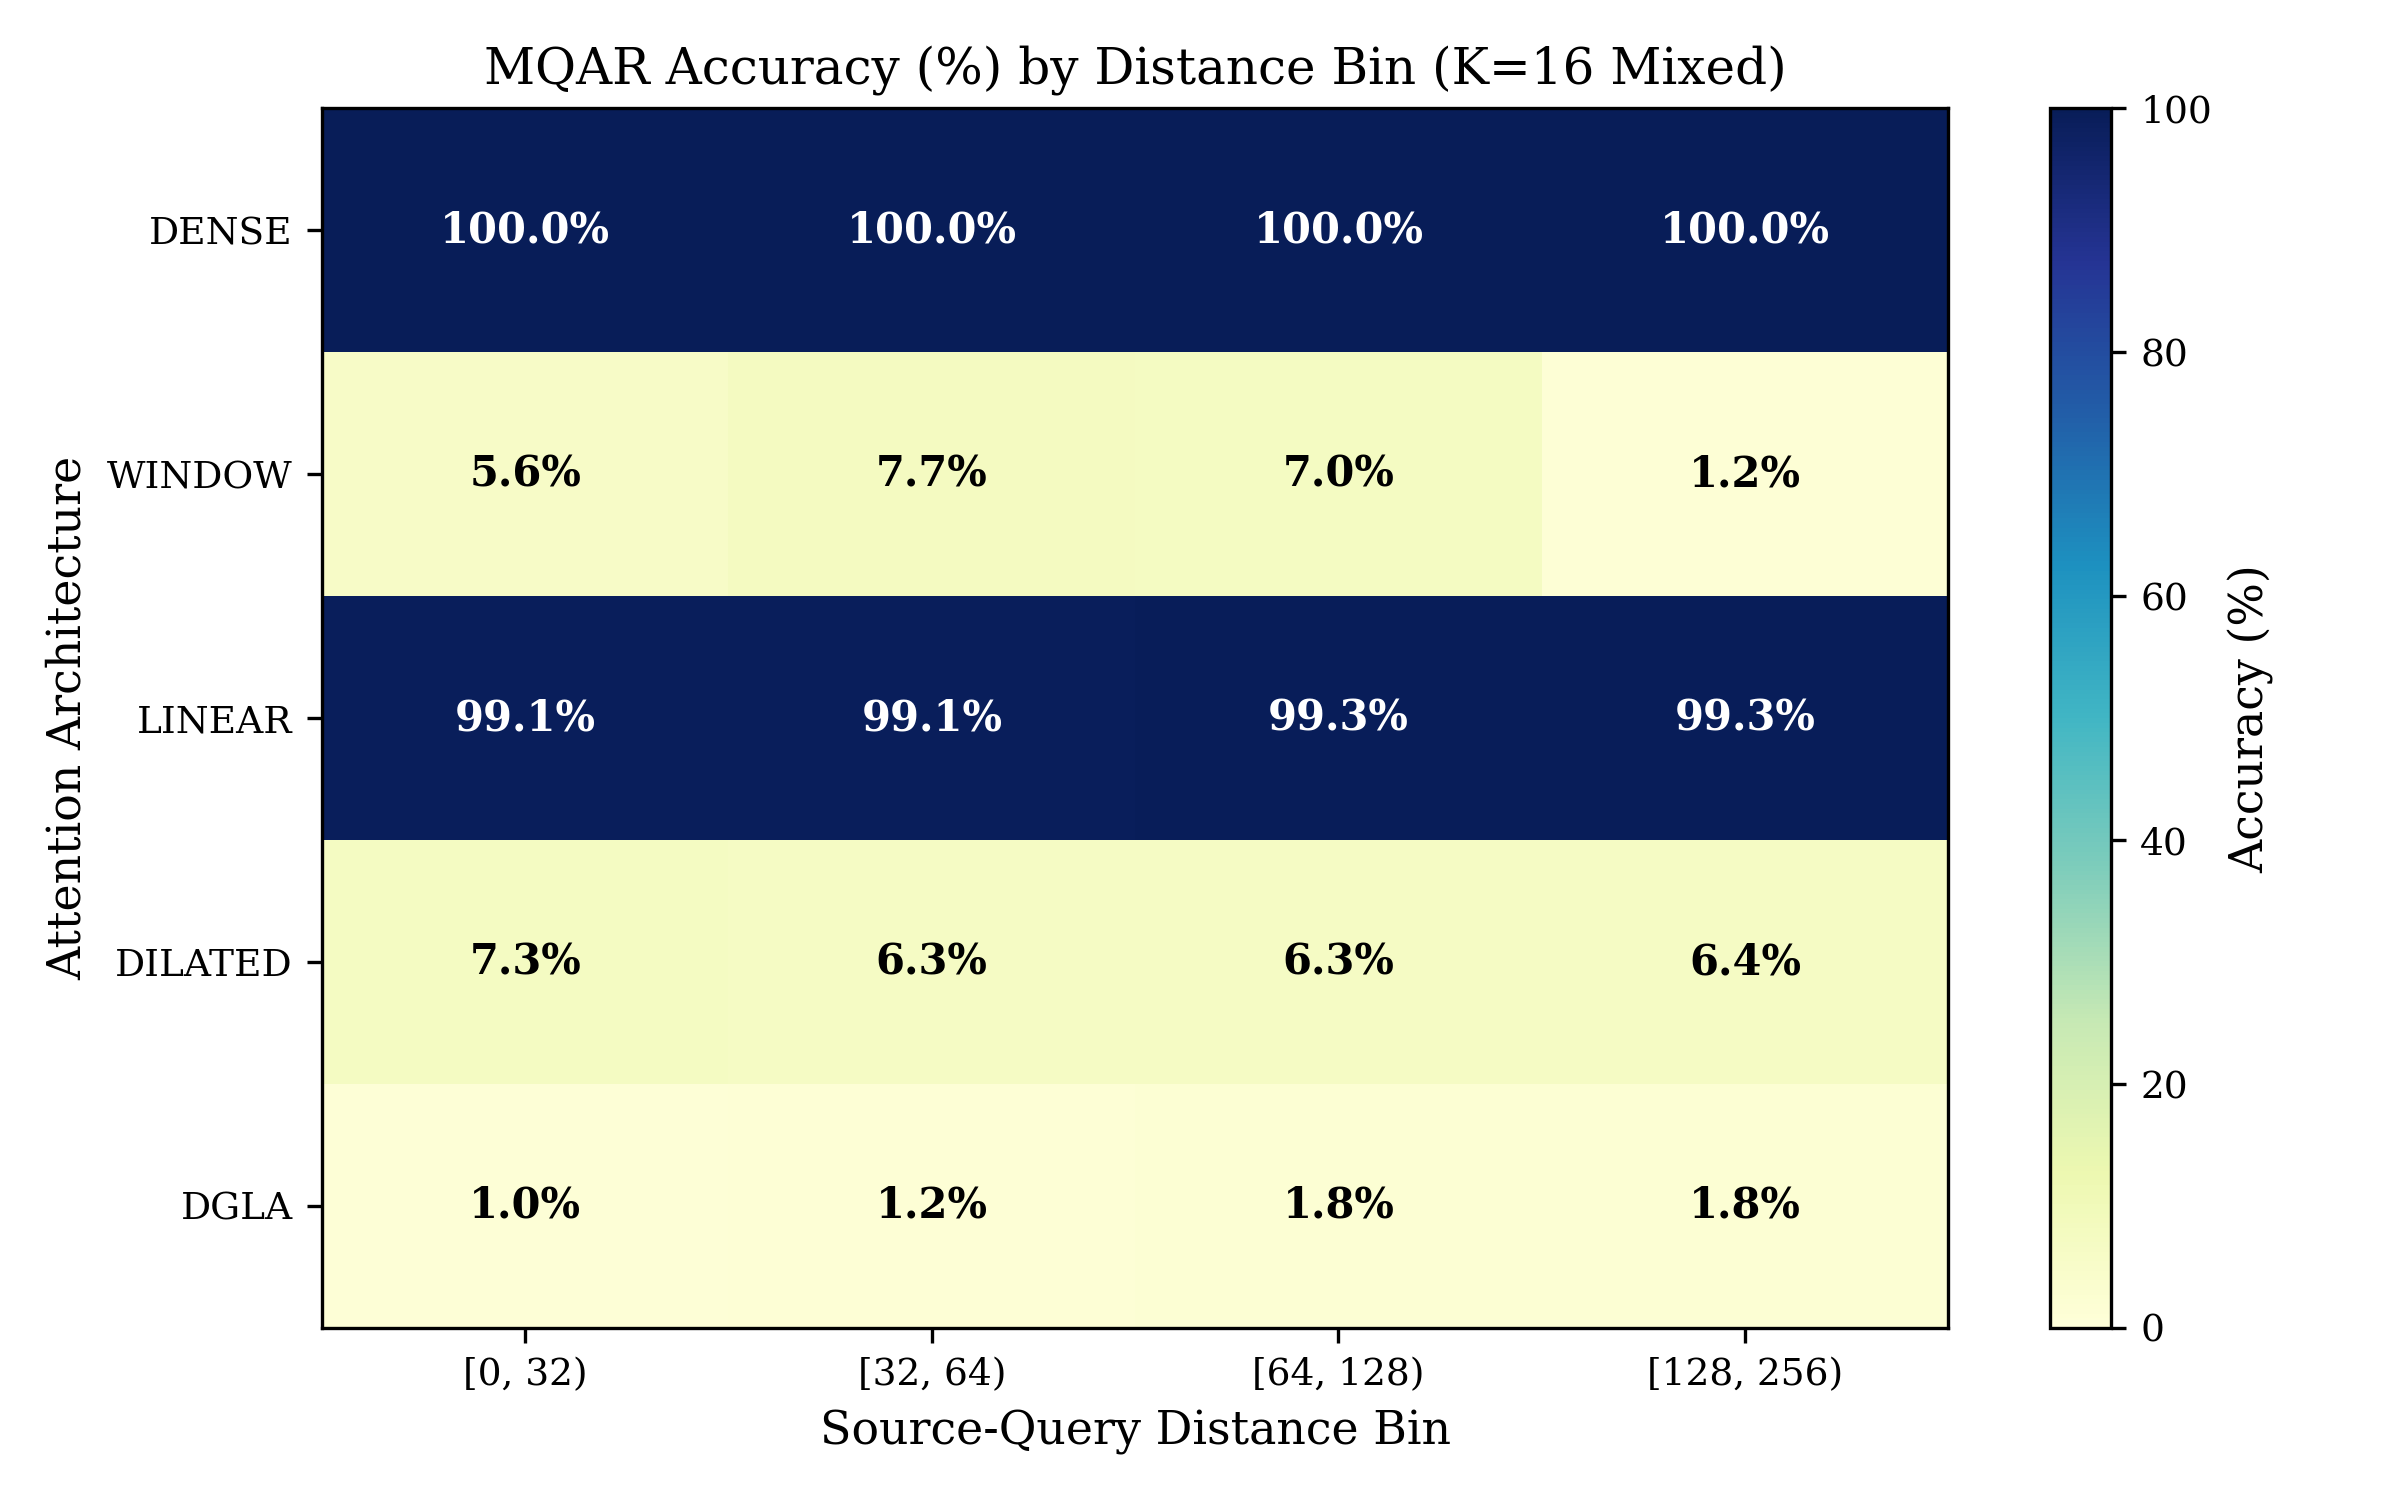 MQAR Accuracy (%) by Distance Bin (K=16 Mixed)
Attention Architecture
DENSE 100.0% 100.0% 100.0% 100.0%
WINDOW 5.6% 7.7% 7.0% 1.2%
LINEAR 99.1% 99.1% 99.3% 99.3%
DILATED 7.3% 6.3% 6.3% 6.4%
DGLA 1.0% 1.2% 1.8% 1.8%
[0, 32) [32, 64) [64, 128) [128, 256)
Source-Query Distance Bin
100
80
60
40
20
0
Accuracy (%)